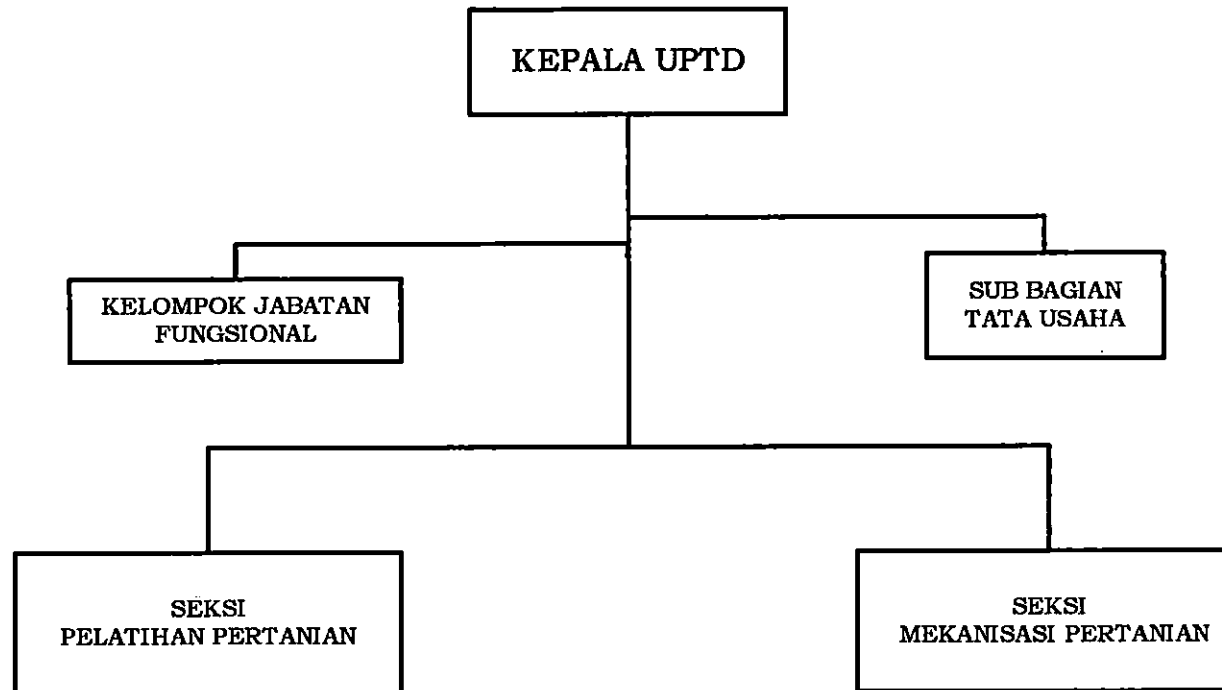 KEPALA UPTD
KELOMPOK JABATAN
FUNGSIONAL
SUB BAGIAN
TATA USAHA
SEKSI
PELATIHAN PERTANIAN
SEKSI
MEKANISASI PERTANIAN